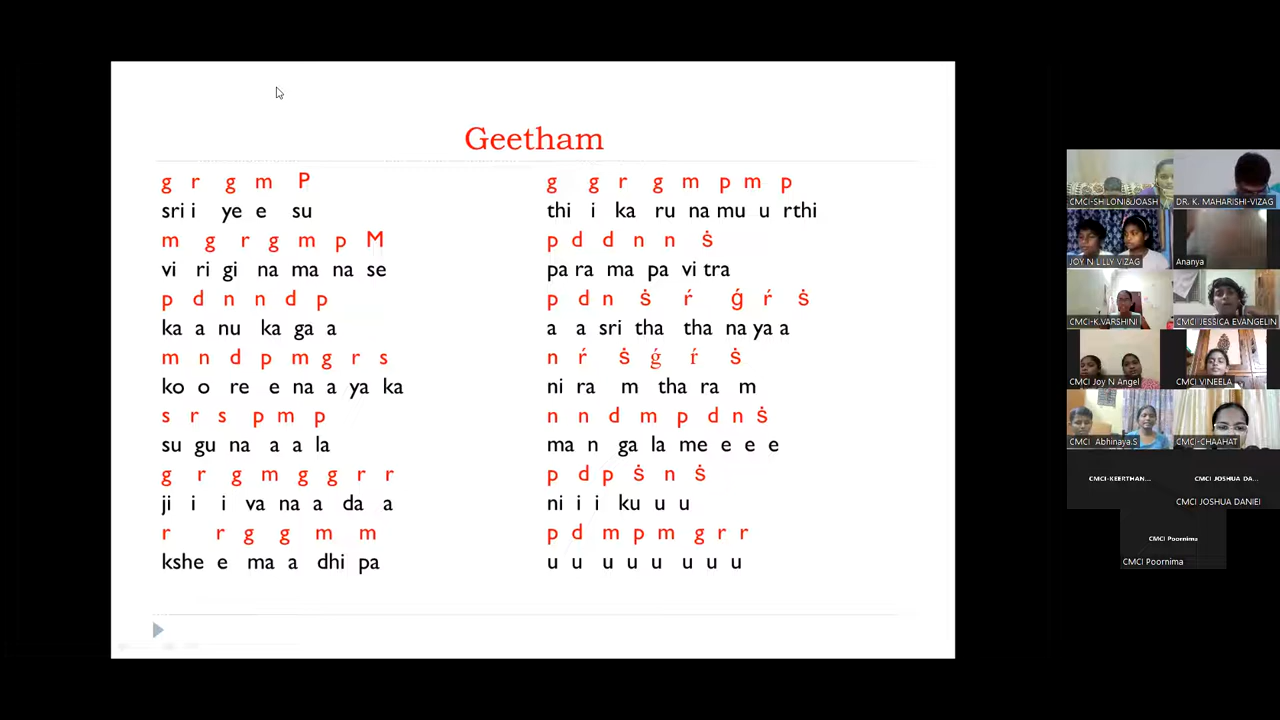 Geetham
g r g m P
sri i ye e su
m g r g m p M
vi ri gi na ma na se
p d n n d p
ka a nu ka ga a
m n d p m g r s
ko o re e na a ya ka
s r s p m p
su gu na a a la
g r g m g g r r
ji i i va na a da a
r r g g m m
kshe e ma a dhi pa
g g r g m p m p
thi i ka ru na mu u rthi
p d d n n ṡ
pa ra ma pa vi tra
p d n ṡ ŕ ǵ ŕ ṡ
a a sri tha tha na ya a
n ŕ ṡ ǵ ŕ ṡ
ni ra m tha ra m
n n d m p d n ṡ
ma n ga la me e e e
p d p ṡ n ṡ
ni i i ku u u
p d m p m g r r
u u u u u u u u
CMCI-SHILONI&JOASH
DR. K. MAHARISHI-VIZAG
JOY N LILLY VIZAG
Ananya
CMCI-K.VARSHINI
CMCI JESSICA EVANGELIN
CMCI Joy N Angel
CMCI VINEELA
CMCI Abhinaya.S
CMCI-CHAAHAT
CMCI-KEERTHAN...
CMCI JOSHUA DA...
CMCI JOSHUA DANIEl
CMCI Poornima
CMCI Poornima